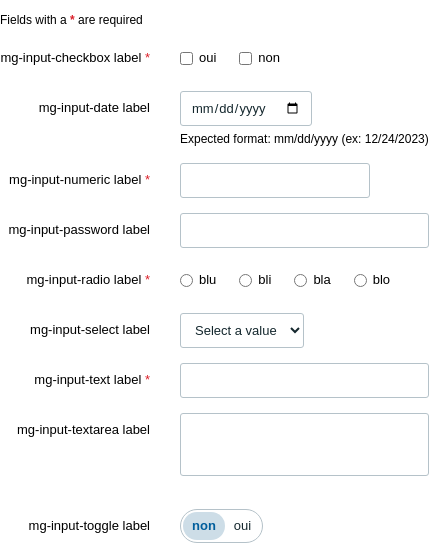 Fields with a * are required
mg-input-checkbox label * oui non
mg-input-date label mm/dd/yyyy
Expected format: mm/dd/yyyy (ex: 12/24/2023)
mg-input-numeric label *
mg-input-password label
mg-input-radio label * blu bli bla blo
mg-input-select label Select a value
mg-input-text label *
mg-input-textarea label
mg-input-toggle label non oui